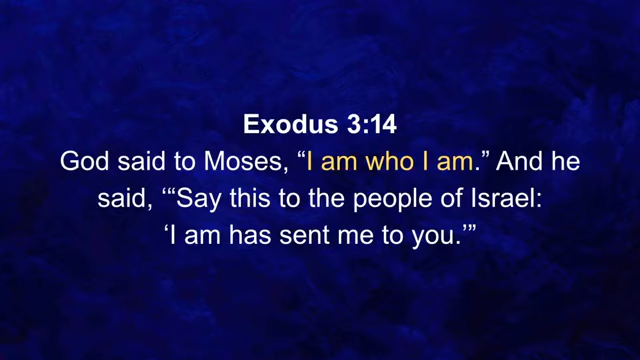 Exodus 3:14
God said to Moses, “I am who I am.” And he
said, ‘“Say this to the people of Israel:
‘I am has sent me to you.’”